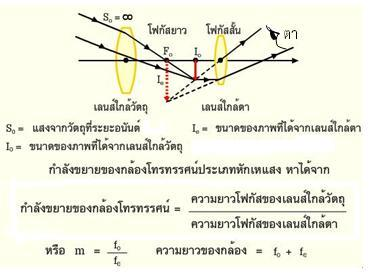 S₀ = ∞
โฟกัสยาว
โฟกัสสั้น
ตา
F₀
Iₑ
I₀
เลนส์ใกล้วัตถุ
เลนส์ใกล้ตา
S₀ = แสงจากวัตถุที่ระยะอนันต์
Iₑ = ขนาดของภาพที่ได้จากเลนส์ใกล้ตา
I₀ = ขนาดของภาพที่ได้จากเลนส์ใกล้วัตถุ
กำลังขยายของกล้องโทรทรรศน์ประเภทหักเหแสง หาได้จาก
กำลังขยายของกล้องโทรทรรศน์ = ความยาวโฟกัสของเลนส์ใกล้วัตถุ
ความยาวโฟกัสของเลนส์ใกล้ตา
หรือ m = f₀ ความยาวของกล้อง = f₀ + fₑ
fₑ